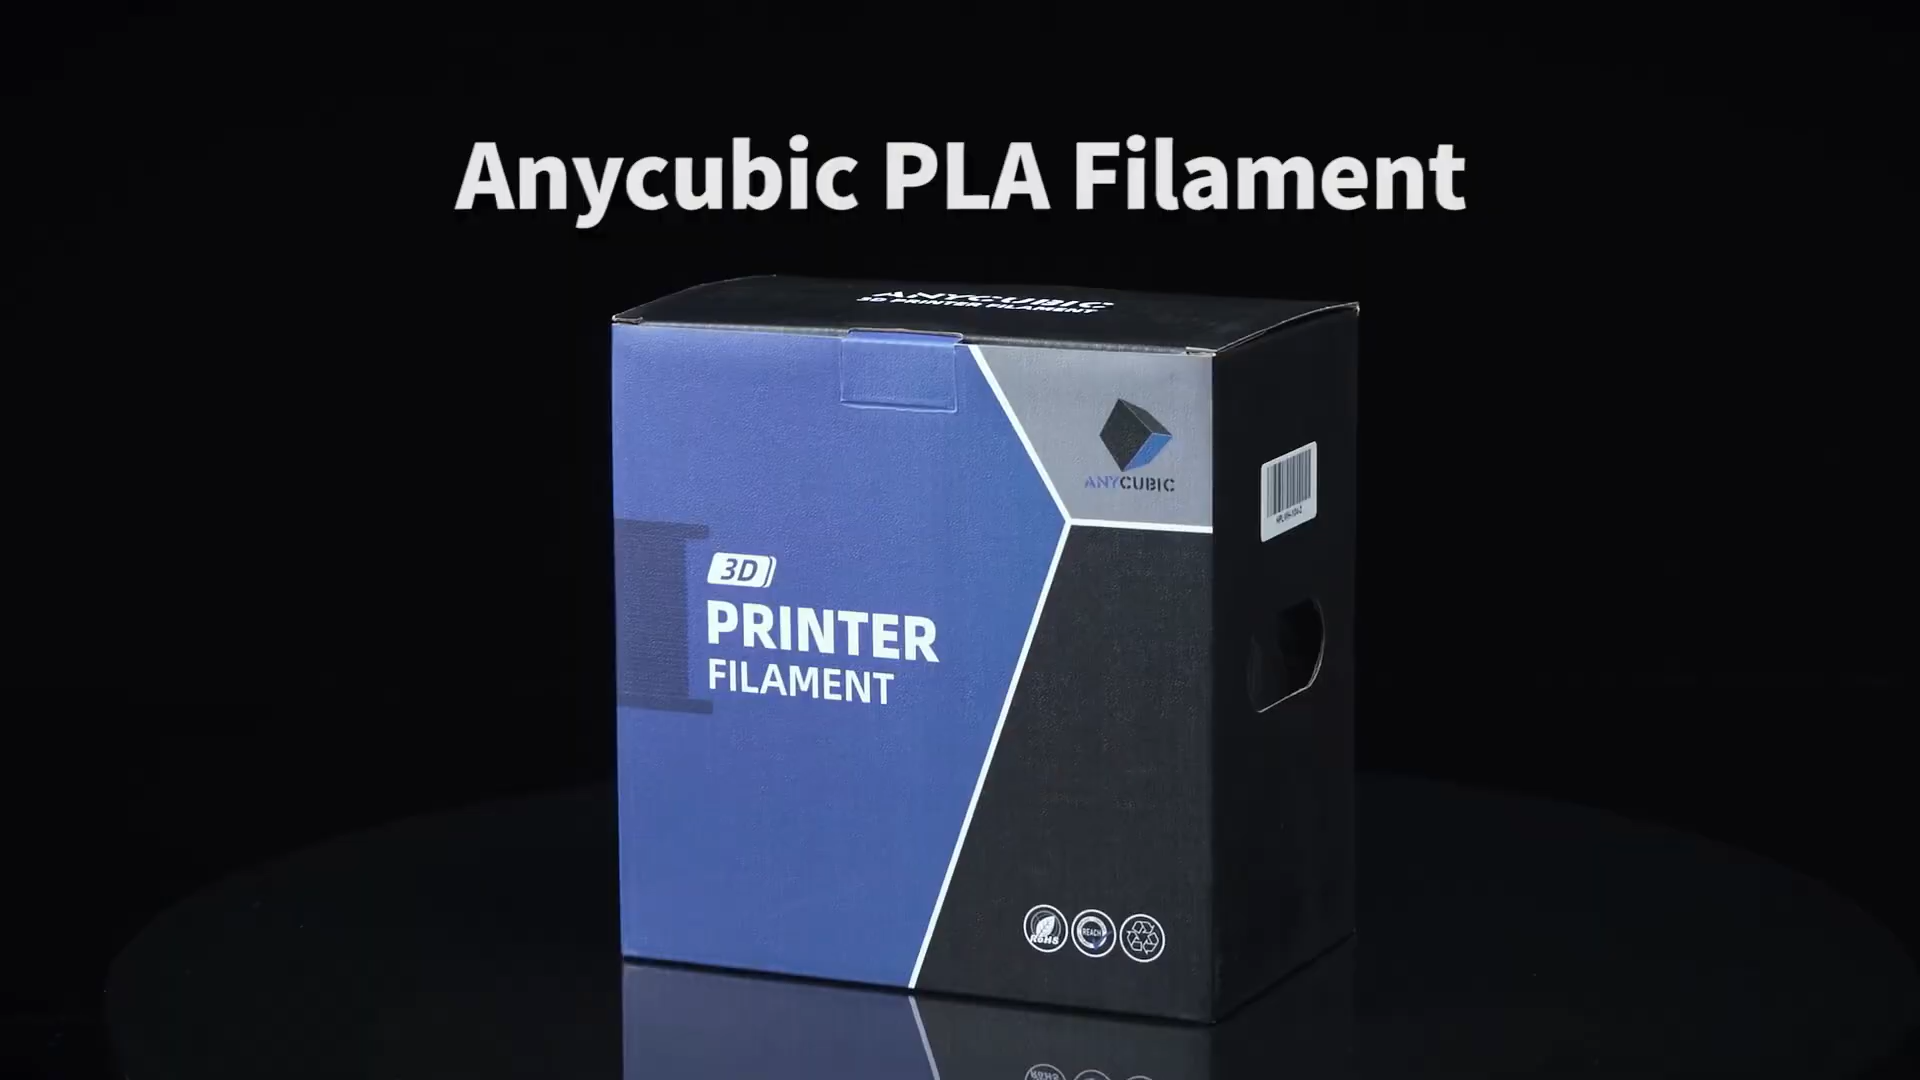 Anycubic PLA Filament
ANYCUBIC
3D PRINTER FILAMENT
ANYCUBIC
3D
PRINTER
FILAMENT
RoHS
REACH